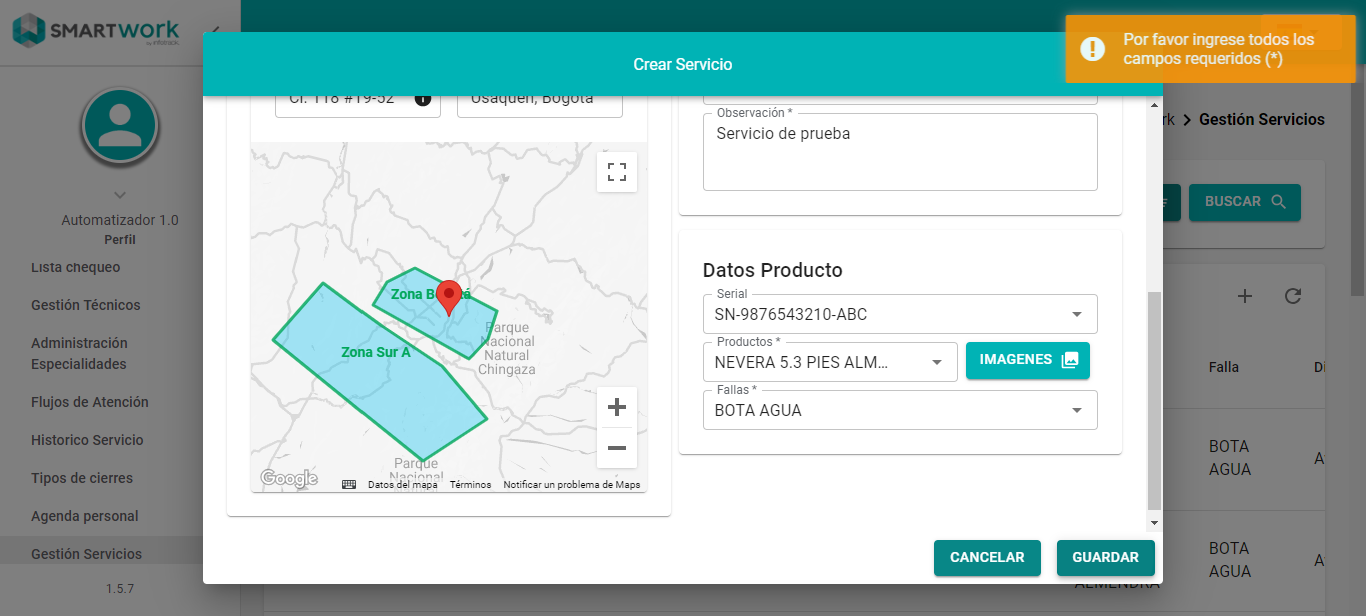 SMARTWORK
by infotrack
Crear Servicio
Por favor ingrese todos los
campos requeridos (*)
Automatizador 1.0
Perfil
Lista chequeo
Gestión Técnicos
Administración
Especialidades
Flujos de Atención
Historico Servicio
Tipos de cierres
Agenda personal
Gestión Servicios
1.5.7
Cl. 118 #19-52
Usaquén, Bogotá
Zona B
á
Zona Sur A
Parque
Nacional
Natural
Chingaza
Parque
Nacional
Google
Datos del mapa
Términos
Notificar un problema de Maps
Observación *
Servicio de prueba
Datos Producto
Serial
SN-9876543210-ABC
Productos *
NEVERA 5.3 PIES ALM...
IMAGENES
Fallas *
BOTA AGUA
CANCELAR
GUARDAR
rk
Gestión Servicios
BUSCAR
Falla
Di
BOTA
AGUA
A
BOTA
AGUA
A
ALMENDRA